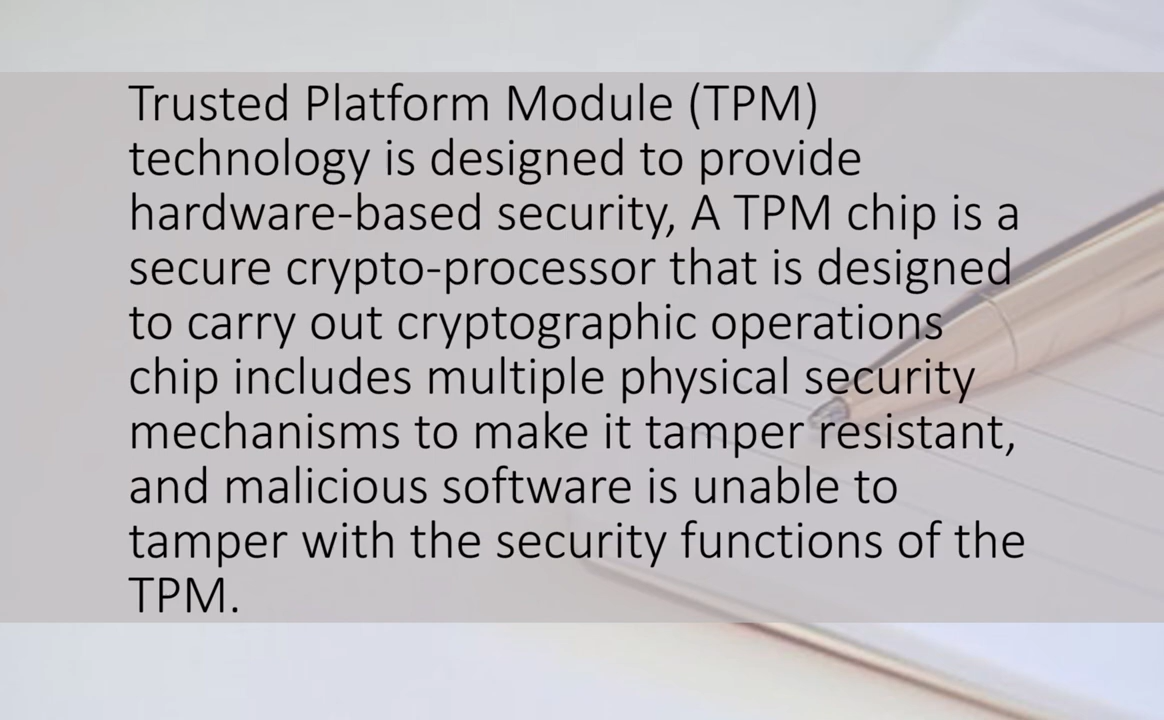 Trusted Platform Module (TPM)
technology is designed to provide
hardware-based security, A TPM chip is a
secure crypto-processor that is designed
to carry out cryptographic operations
chip includes multiple physical security
mechanisms to make it tamper resistant,
and malicious software is unable to
tamper with the security functions of the
TPM.